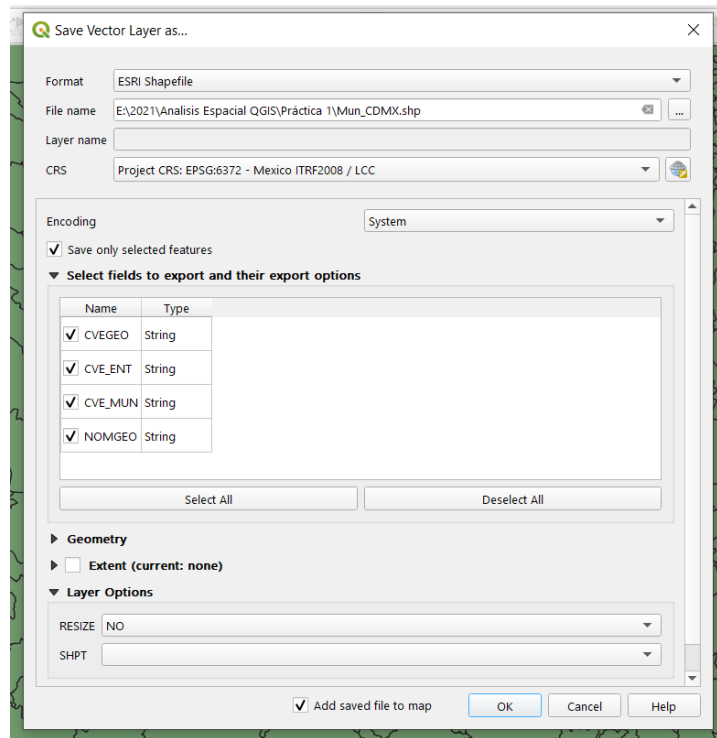 Save Vector Layer as...
Format ESRI Shapefile
File name E:\2021\Analisis Espacial QGIS\Práctica 1\Mun_CDMX.shp ...
Layer name
CRS Project CRS: EPSG:6372 - Mexico ITRF2008 / LCC
Encoding System
Save only selected features
Select fields to export and their export options
Name Type
CVEGEO String
CVE_ENT String
CVE_MUN String
NOMGEO String
Select All Deselect All
Geometry
Extent (current: none)
Layer Options
RESIZE NO
SHPT
Add saved file to map OK Cancel Help